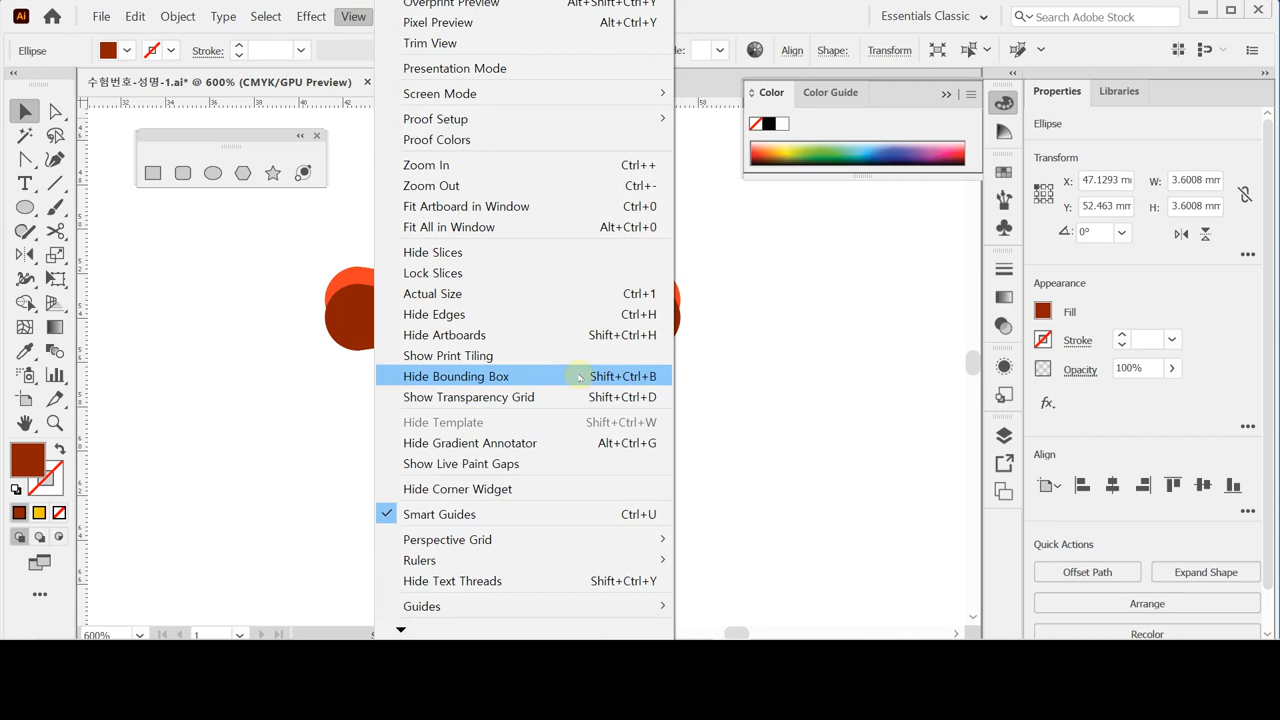 Ai File Edit Object Type Select Effect View Essentials Classic Search Adobe Stock
Ellipse Stroke: Align Shape: Transform
수험번호-성명-1.ai* @ 600% (CMYK/GPU Preview)
32 34 36 38 40 42 58
Overprint Preview Alt+Shift+Ctrl+Y
Pixel Preview Alt+Ctrl+Y
Trim View
Presentation Mode
Screen Mode
Proof Setup
Proof Colors
Zoom In Ctrl++
Zoom Out Ctrl+-
Fit Artboard in Window Ctrl+0
Fit All in Window Alt+Ctrl+0
Hide Slices
Lock Slices
Actual Size Ctrl+1
Hide Edges Ctrl+H
Hide Artboards Shift+Ctrl+H
Show Print Tiling
Hide Bounding Box Shift+Ctrl+B
Show Transparency Grid Shift+Ctrl+D
Hide Template Shift+Ctrl+W
Hide Gradient Annotator Alt+Ctrl+G
Show Live Paint Gaps
Hide Corner Widget
Smart Guides Ctrl+U
Perspective Grid
Rulers
Hide Text Threads Shift+Ctrl+Y
Guides
Color Color Guide
Properties Libraries
Ellipse
Transform
X: 47.1293 mm W: 3.6008 mm
Y: 52.463 mm H: 3.6008 mm
0°
Appearance
Fill
Stroke
Opacity 100%
fx.
Align
Quick Actions
Offset Path Expand Shape
Arrange
Recolor
600% 1